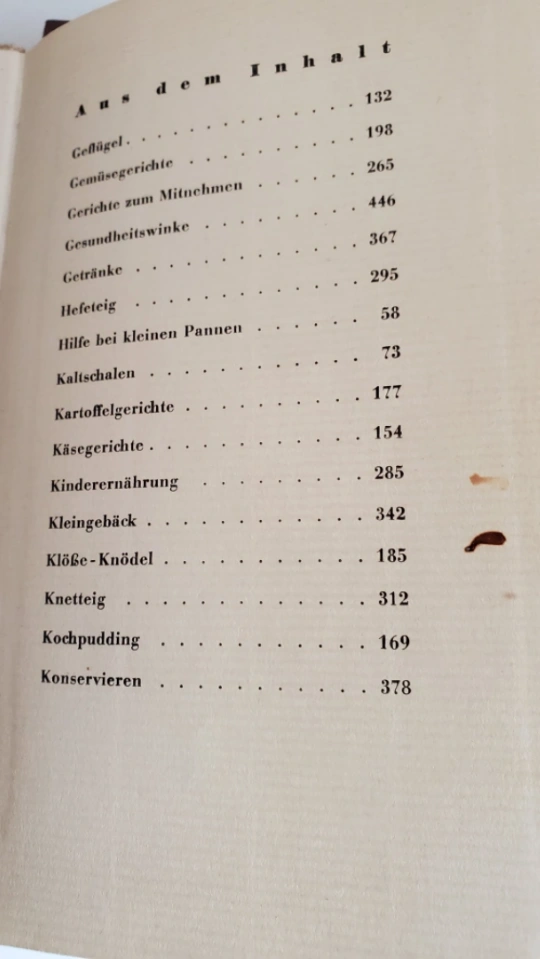 Aus dem Inhalt
Geflügel . . . . . . . . . . . . . 132
Gemüsegerichte . . . . . . . . . . 198
Gerichte zum Mitnehmen . . . . . . 265
Gesundheitswinke . . . . . . . . . 446
Getränke . . . . . . . . . . . . . 367
Hefeteig . . . . . . . . . . . . . 295
Hilfe bei kleinen Pannen . . . . . . 58
Kaltschalen . . . . . . . . . . . . 73
Kartoffelgerichte . . . . . . . . . . 177
Käsegerichte . . . . . . . . . . . . 154
Kinderernährung . . . . . . . . . 285
Kleingebäck . . . . . . . . . . . . 342
Klöße-Knödel . . . . . . . . . . . 185
Knetteig . . . . . . . . . . . . . 312
Kochpudding . . . . . . . . . . . 169
Konservieren . . . . . . . . . . . 378